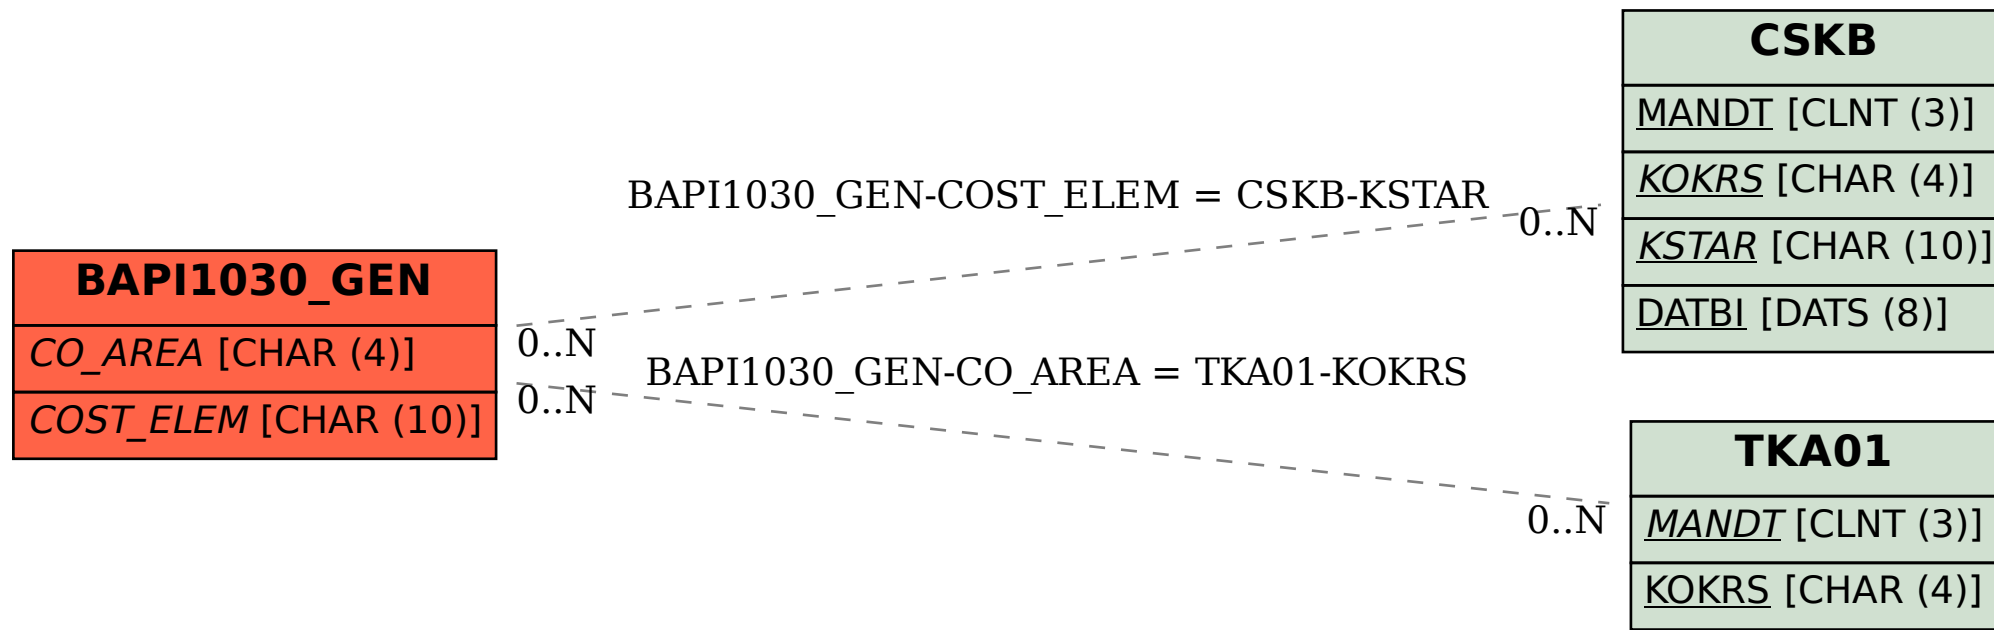 CSKB
MANDT [CLNT (3)]
KOKRS [CHAR (4)]
KSTAR [CHAR (10)]
DATBI [DATS (8)]
BAPI1030_GEN-COST_ELEM = CSKB-KSTAR
0..N
BAPI1030_GEN
CO_AREA [CHAR (4)]
COST_ELEM [CHAR (10)]
0..N
BAPI1030_GEN-CO_AREA = TKA01-KOKRS
0..N
0..N
TKA01
MANDT [CLNT (3)]
KOKRS [CHAR (4)]